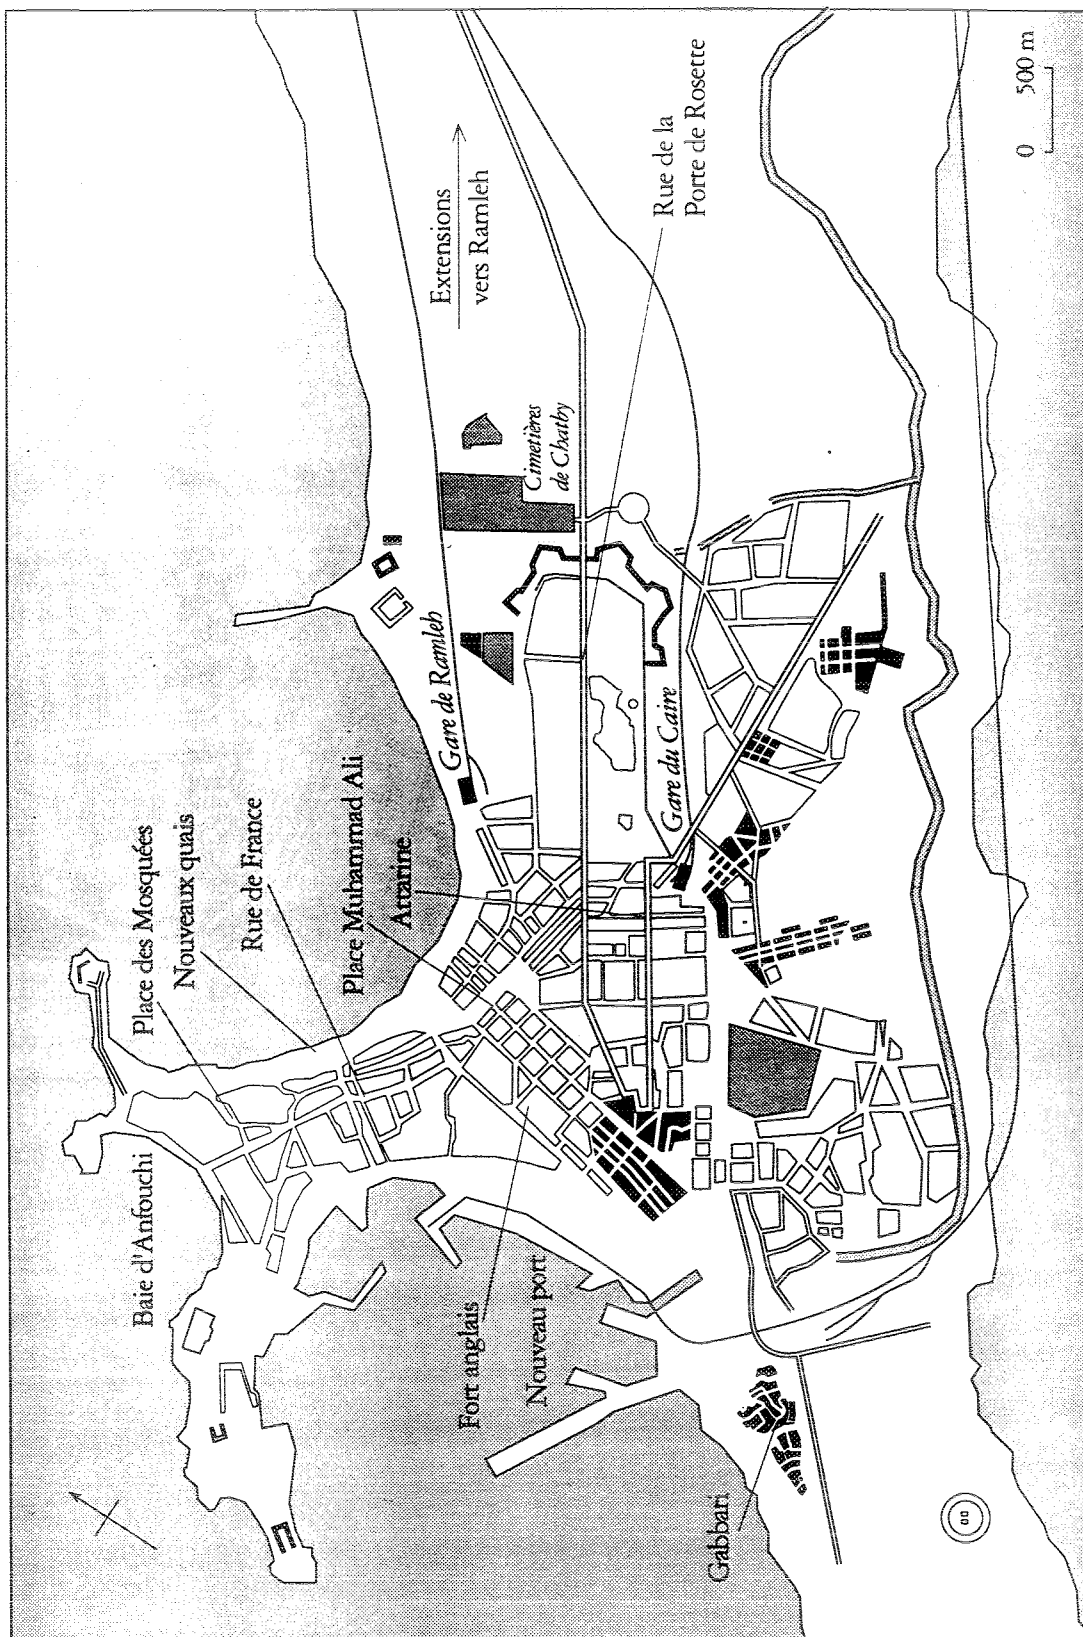 Baie d'Anfouchi
Place des Mosquées
Nouveaux quais
Rue de France
Place Muhammad Ali
Attarine
Gare de Ramleh
Extensions
vers Ramleh
Cimetières
de Chatby
Rue de la
Porte de Rosette
Gare du Caire
Fort anglais
Nouveau port
Gabbari
0 500 m